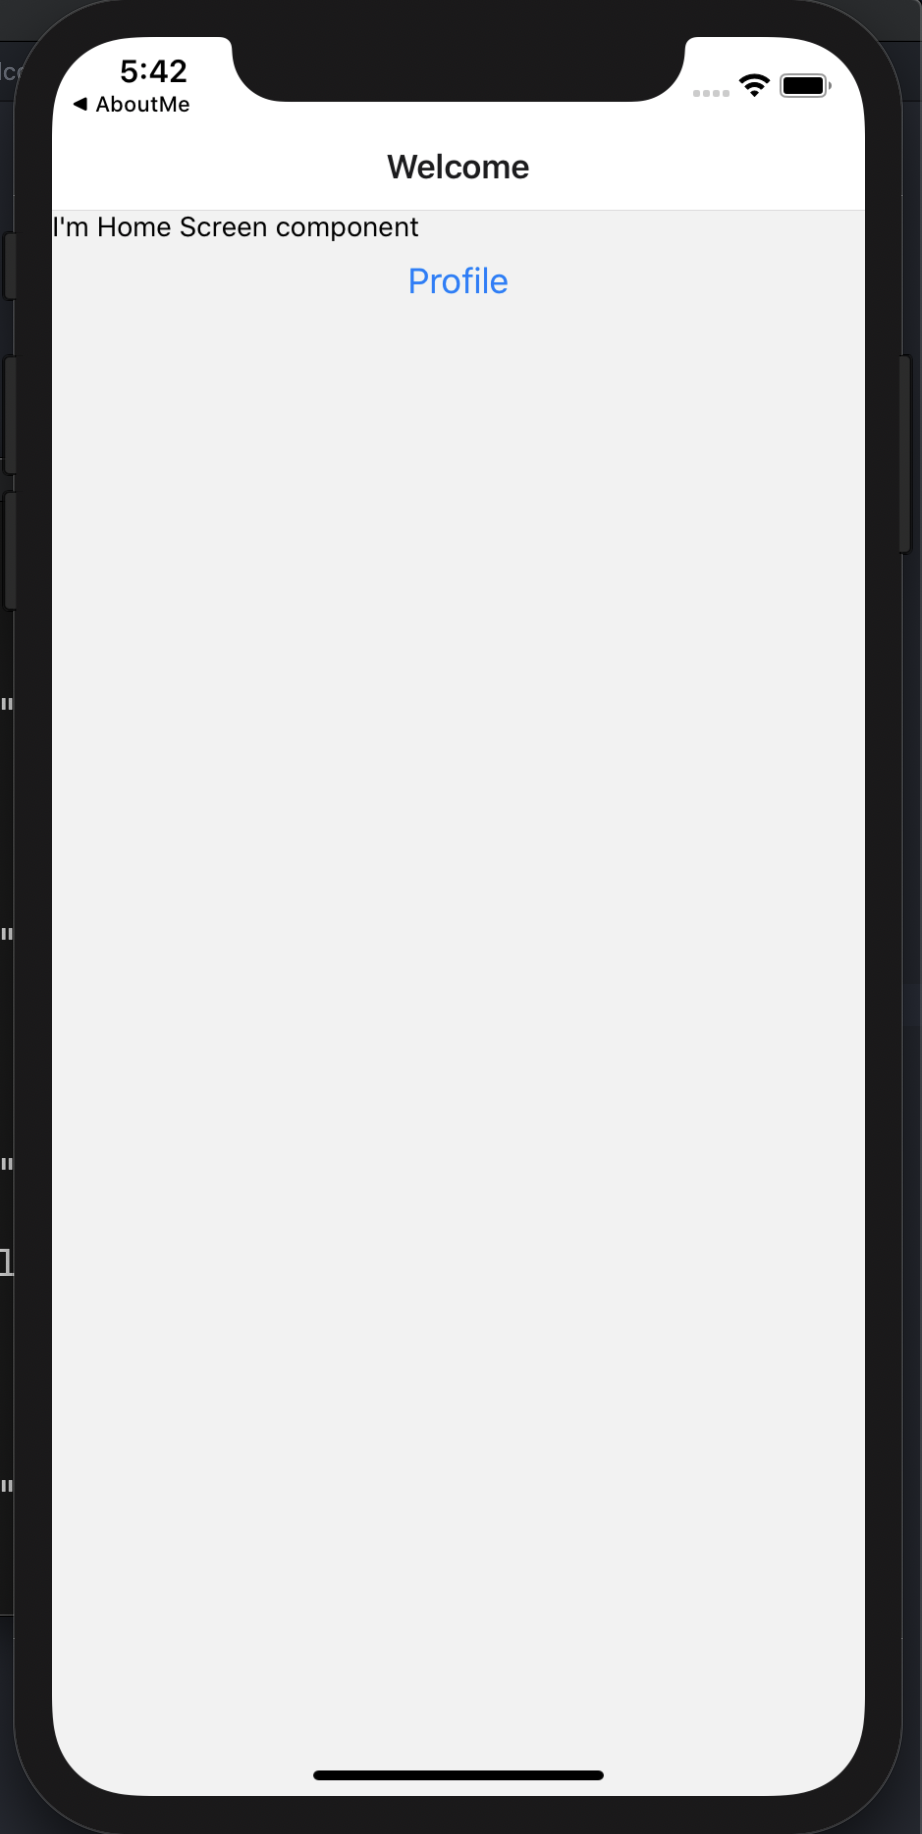 5:42
◀ AboutMe
Welcome
I'm Home Screen component
Profile